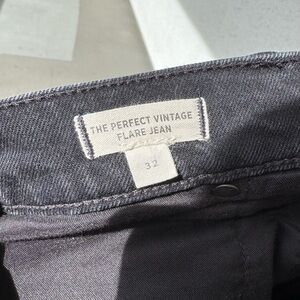 THE PERFECT VINTAGE
FLARE JEAN
32